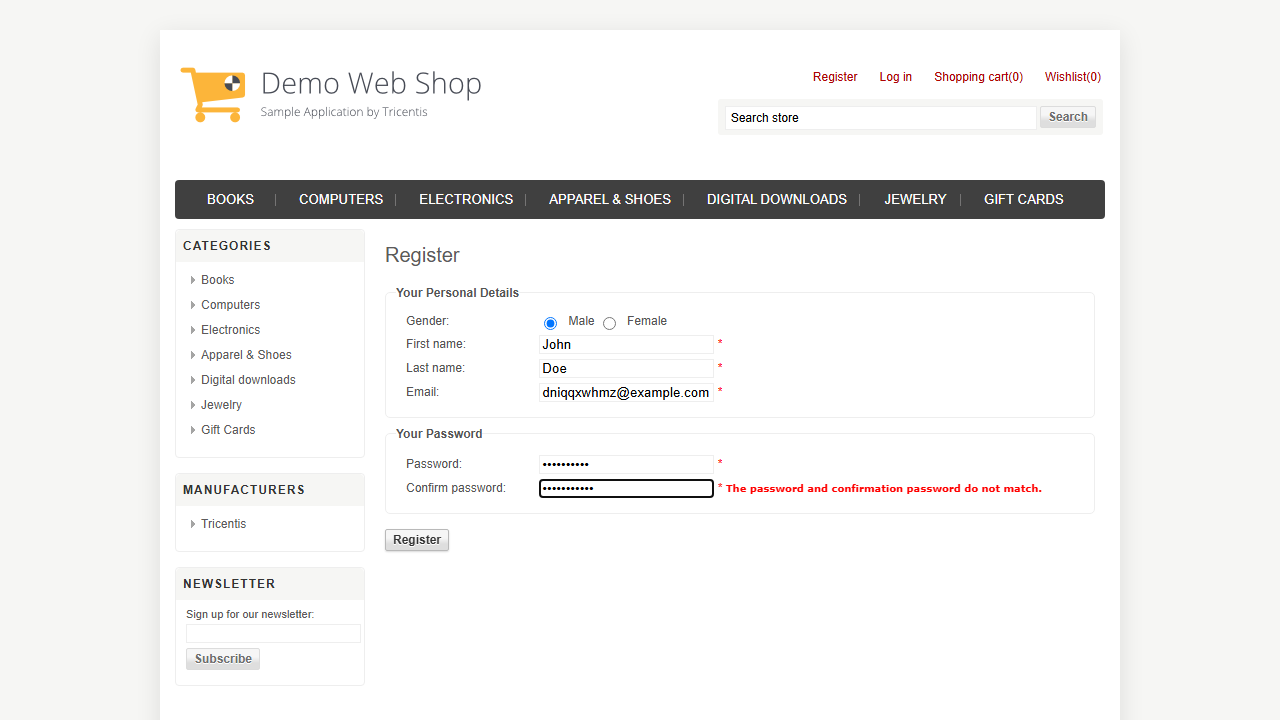 Demo Web Shop
Sample Application by Tricentis
Register Log in Shopping cart(0) Wishlist(0)
Search store Search
BOOKS COMPUTERS ELECTRONICS APPAREL & SHOES DIGITAL DOWNLOADS JEWELRY GIFT CARDS
CATEGORIES
Books
Computers
Electronics
Apparel & Shoes
Digital downloads
Jewelry
Gift Cards
MANUFACTURERS
Tricentis
NEWSLETTER
Sign up for our newsletter:
Subscribe
Register
Your Personal Details
Gender: Male Female
First name: John *
Last name: Doe *
Email: dniqqxwhmz@example.com *
Your Password
Password: •••••••••• *
Confirm password: ••••••••••• * The password and confirmation password do not match.
Register